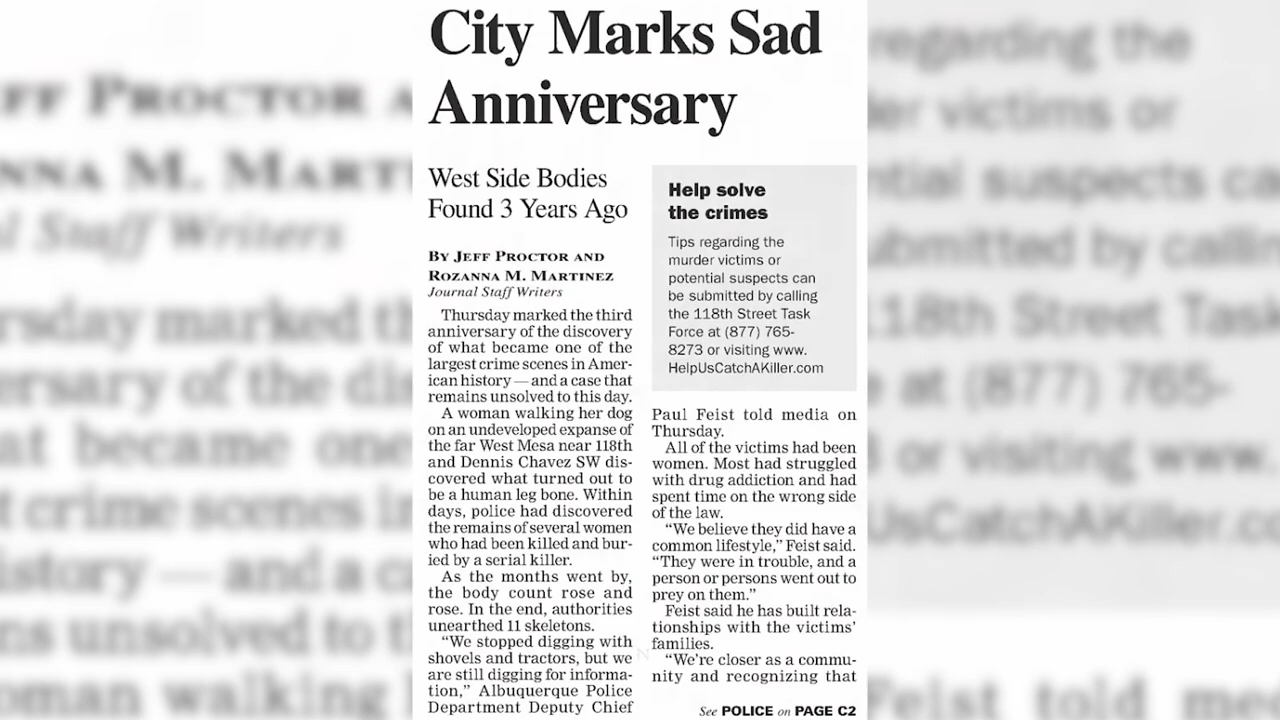 City Marks Sad
Anniversary
West Side Bodies
Found 3 Years Ago
BY JEFF PROCTOR AND
ROZANNA M. MARTINEZ
Journal Staff Writers
Thursday marked the third
anniversary of the discovery
of what became one of the
largest crime scenes in Amer-
ican history — and a case that
remains unsolved to this day.
A woman walking her dog
on an undeveloped expanse of
the far West Mesa near 118th
and Dennis Chavez SW dis-
covered what turned out to
be a human leg bone. Within
days, police had discovered
the remains of several women
who had been killed and bur-
ied by a serial killer.
As the months went by,
the body count rose and
rose. In the end, authorities
unearthed 11 skeletons.
“We stopped digging with
shovels and tractors, but we
are still digging for informa-
tion,” Albuquerque Police
Department Deputy Chief
Help solve
the crimes
Tips regarding the
murder victims or
potential suspects can
be submitted by calling
the 118th Street Task
Force at (877) 765-
8273 or visiting www.
HelpUsCatchAKiller.com
Paul Feist told media on
Thursday.
All of the victims had been
women. Most had struggled
with drug addiction and had
spent time on the wrong side
of the law.
“We believe they did have a
common lifestyle,” Feist said.
“They were in trouble, and a
person or persons went out to
prey on them.”
Feist said he has built rela-
tionships with the victims’
families.
“We’re closer as a commu-
nity and recognizing that
See POLICE on PAGE C2